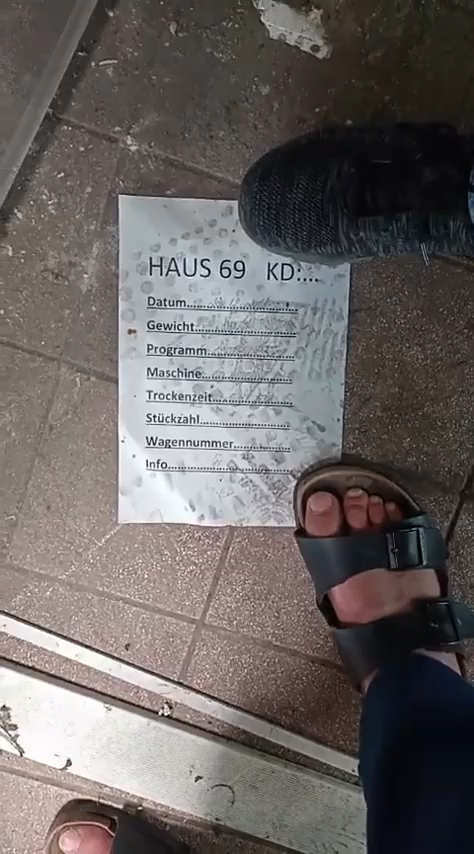 HAUS 69 KD:...
Datum..............................
Gewicht............................
Programm........................
Maschine.........................
Trockenzeit......................
Stückzahl.........................
Wagennummer................
Info..................................